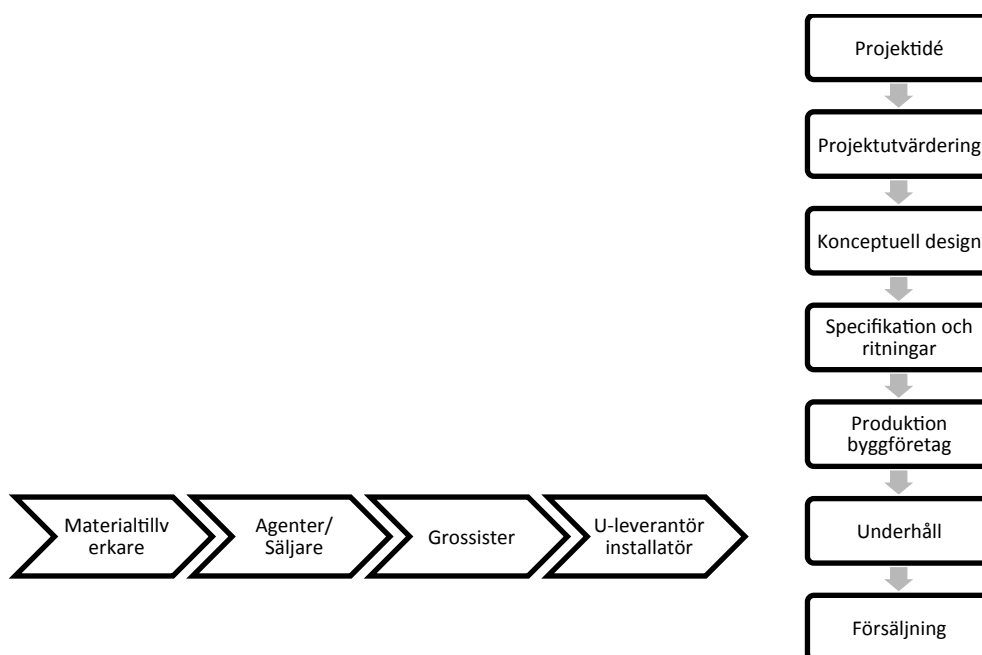 Projektidé
Projektutvärdering
Konceptuell design
Specifikation och
ritningar
Produktion
byggföretag
Underhåll
Försäljning
Materialtillv
erkare
Agenter/
Säljare
Grossister
U-leverantör
installatör